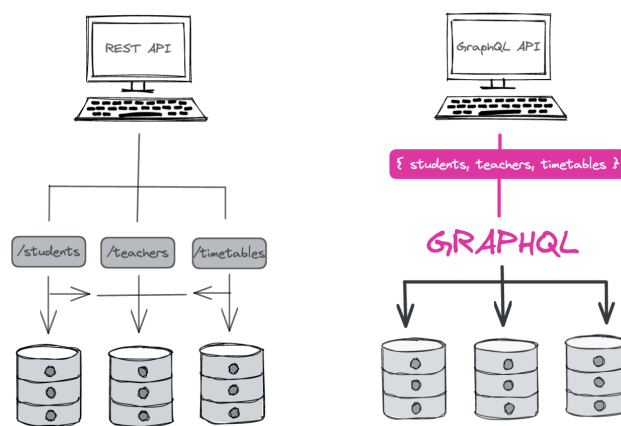 REST API
GraphQL API
{ students, teachers, timetables }
/students
/teachers
/timetables
GRAPHQL